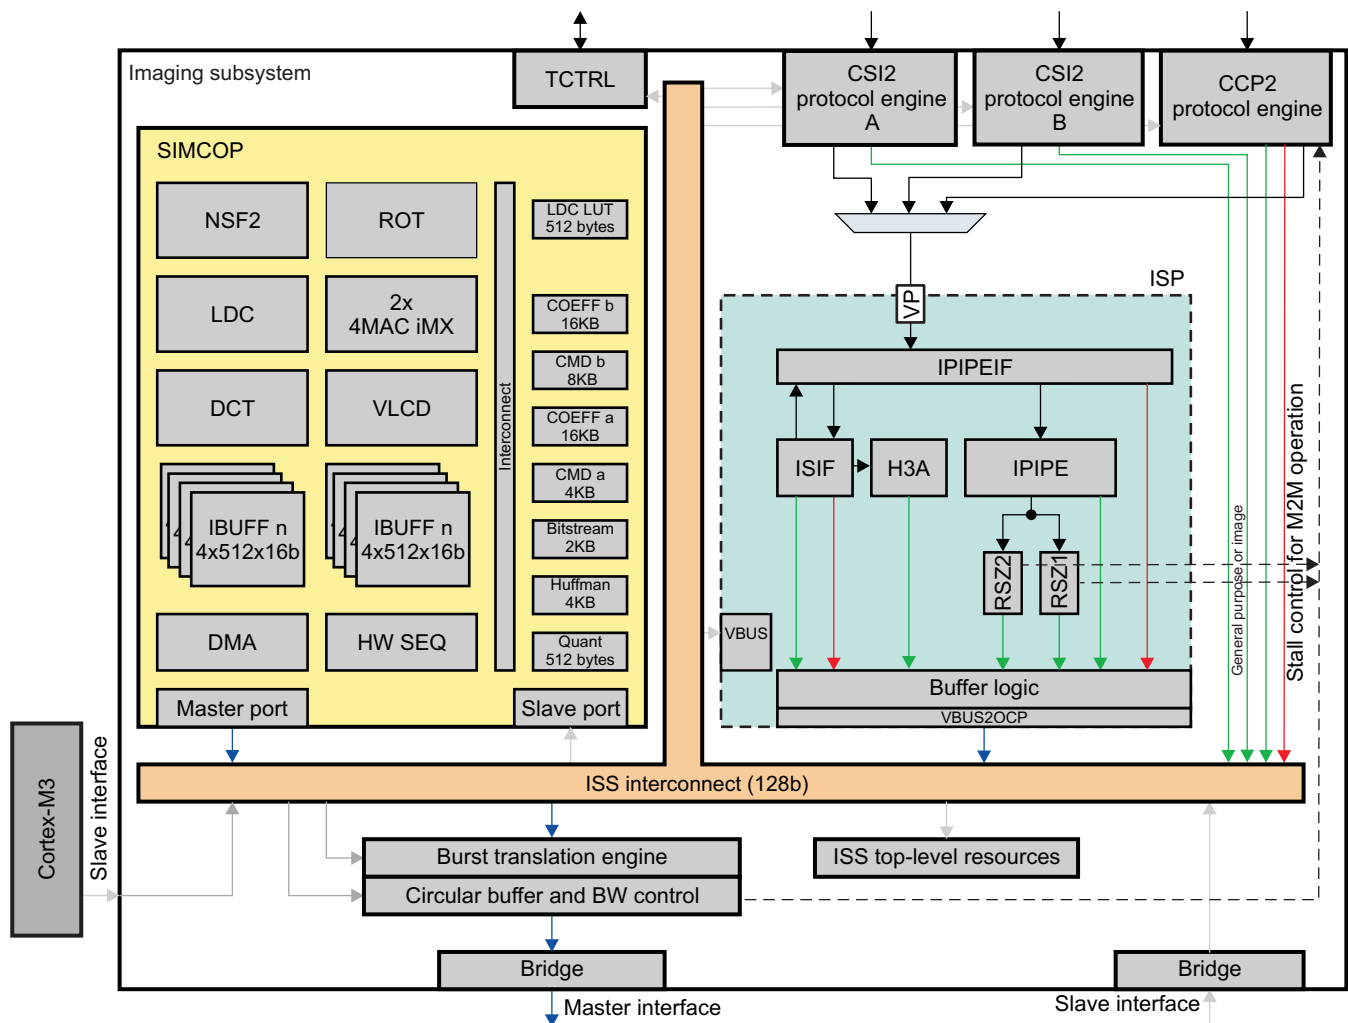 Imaging subsystem
TCTRL
CSI2
protocol engine
A
CSI2
protocol engine
B
CCP2
protocol engine
SIMCOP
NSF2
ROT
LDC LUT
512 bytes
LDC
2x
4MAC iMX
COEFF b
16KB
CMD b
8KB
DCT
VLCD
COEFF a
16KB
Interconnect
CMD a
4KB
IBUFF n
4x512x16b
IBUFF n
4x512x16b
Bitstream
2KB
Huffman
4KB
DMA
HW SEQ
Quant
512 bytes
Master port
Slave port
ISP
VP
IPIPEIF
ISIF
H3A
IPIPE
RSZ2
RSZ1
VBUS
Buffer logic
VBUS2OCP
General purpose or image
Stall control for M2M operation
ISS interconnect (128b)
Cortex-M3
Slave interface
Burst translation engine
Circular buffer and BW control
ISS top-level resources
Bridge
Bridge
Master interface
Slave interface